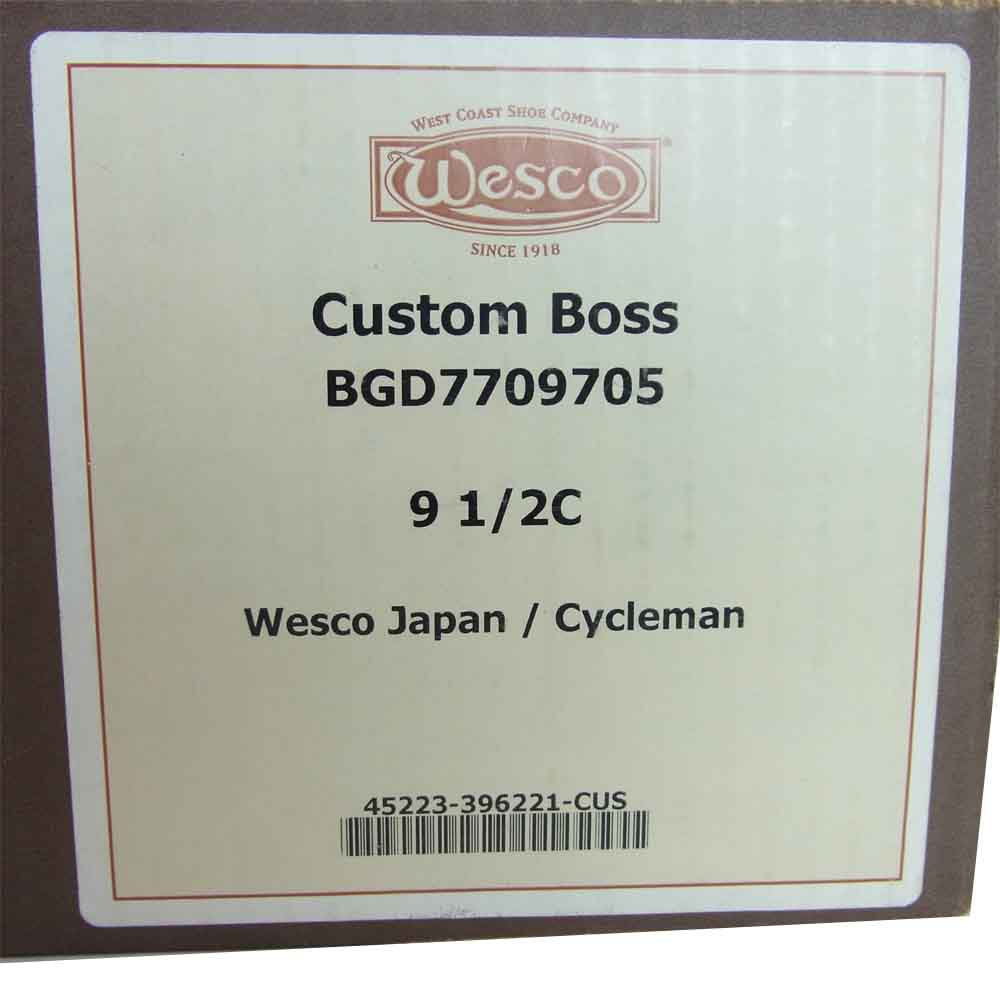 WEST COAST SHOE COMPANY
Wesco®
SINCE 1918
Custom Boss
BGD7709705
9 1/2C
Wesco Japan / Cycleman
45223-396221-CUS